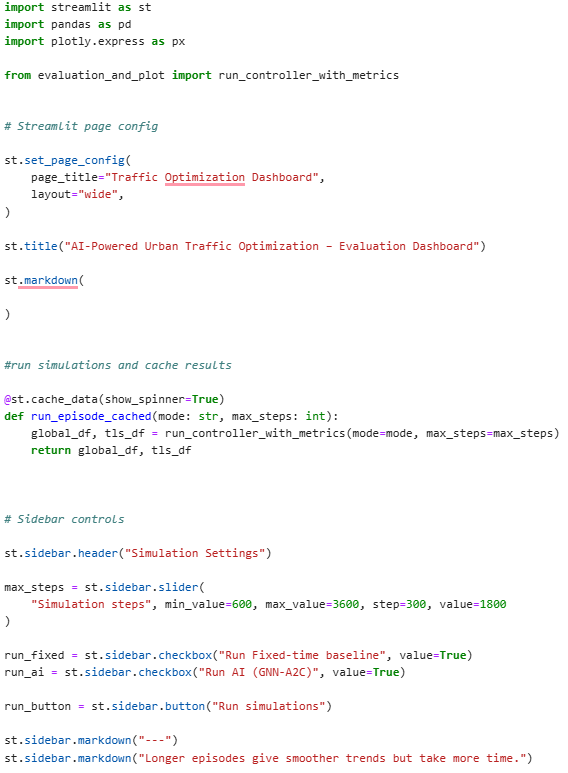 import streamlit as st
import pandas as pd
import plotly.express as px
from evaluation_and_plot import run_controller_with_metrics
# Streamlit page config
st.set_page_config(
    page_title="Traffic Optimization Dashboard",
    layout="wide",
)
st.title("AI-Powered Urban Traffic Optimization – Evaluation Dashboard")
st.markdown(
)
#run simulations and cache results
@st.cache_data(show_spinner=True)
def run_episode_cached(mode: str, max_steps: int):
    global_df, tls_df = run_controller_with_metrics(mode=mode, max_steps=max_steps)
    return global_df, tls_df
# Sidebar controls
st.sidebar.header("Simulation Settings")
max_steps = st.sidebar.slider(
    "Simulation steps", min_value=600, max_value=3600, step=300, value=1800
)
run_fixed = st.sidebar.checkbox("Run Fixed-time baseline", value=True)
run_ai = st.sidebar.checkbox("Run AI (GNN-A2C)", value=True)
run_button = st.sidebar.button("Run simulations")
st.sidebar.markdown("---")
st.sidebar.markdown("Longer episodes give smoother trends but take more time.")